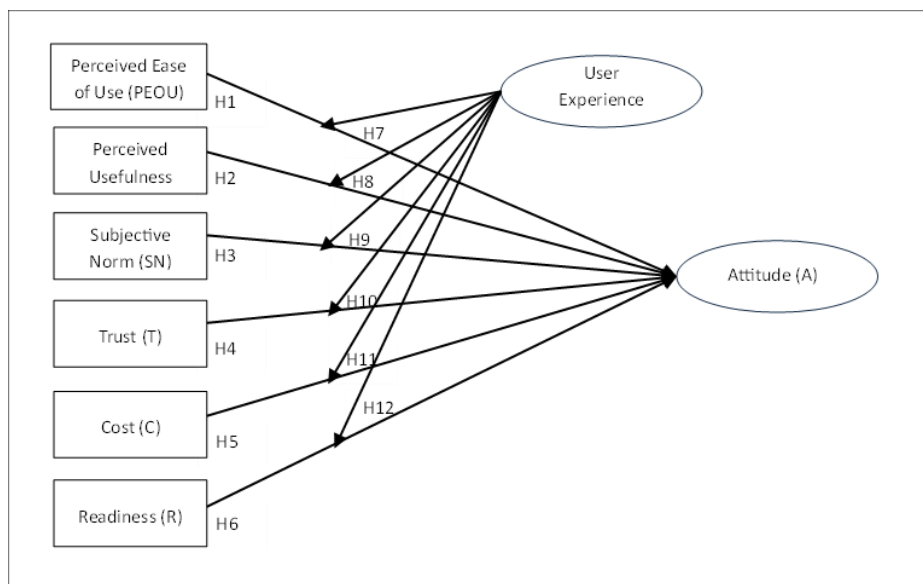 Perceived Ease
of Use (PEOU)
H1
Perceived
Usefulness
H2
Subjective
Norm (SN)
H3
Trust (T)
H4
Cost (C)
H5
Readiness (R)
H6
User
Experience
H7
H8
H9
H10
H11
H12
Attitude (A)